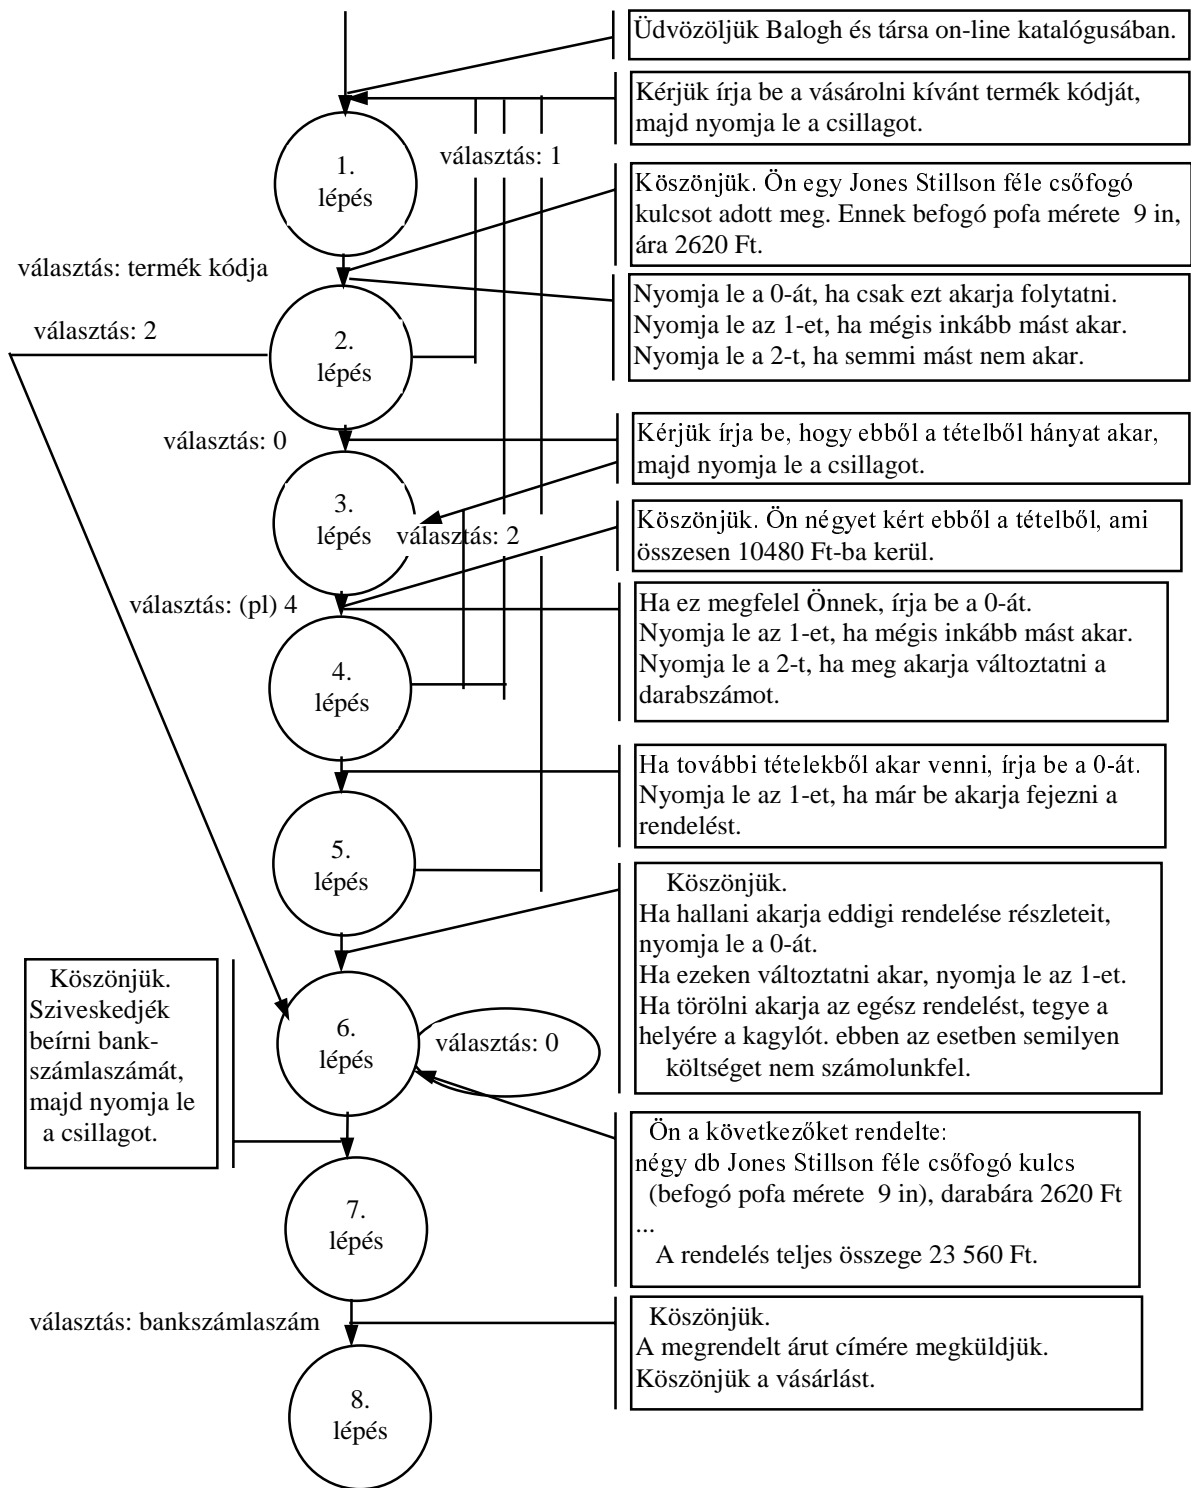 Üdvözöljük Balogh és társa on-line katalógusában.
Kérjük írja be a vásárolni kívánt termék kódját,
majd nyomja le a csillagot.
1.
lépés
választás: 1
Köszönjük. Ön egy Jones Stillson féle csőfogó
kulcsot adott meg. Ennek befogó pofa mérete 9 in,
ára 2620 Ft.
választás: termék kódja
Nyomja le a 0-át, ha csak ezt akarja folytatni.
Nyomja le az 1-et, ha mégis inkább mást akar.
Nyomja le a 2-t, ha semmi mást nem akar.
választás: 2
2.
lépés
választás: 0
Kérjük írja be, hogy ebből a tételből hányat akar,
majd nyomja le a csillagot.
3.
lépés
választás: 2
Köszönjük. Ön négyet kért ebből a tételből, ami
összesen 10480 Ft-ba kerül.
választás: (pl) 4
Ha ez megfelel Önnek, írja be a 0-át.
Nyomja le az 1-et, ha mégis inkább mást akar.
Nyomja le a 2-t, ha meg akarja változtatni a
darabszámot.
4.
lépés
Ha további tételekből akar venni, írja be a 0-át.
Nyomja le az 1-et, ha már be akarja fejezni a
rendelést.
5.
lépés
Köszönjük.
Ha hallani akarja eddigi rendelése részleteit,
nyomja le a 0-át.
Ha ezeken változtatni akar, nyomja le az 1-et.
Ha törölni akarja az egész rendelést, tegye a
helyére a kagylót. ebben az esetben semilyen
költséget nem számolunkfel.
Köszönjük.
Sziveskedjék
beírni bank-
számlaszámát,
majd nyomja le
a csillagot.
6.
lépés
választás: 0
Ön a következőket rendelte:
négy db Jones Stillson féle csőfogó kulcs
(befogó pofa mérete 9 in), darabára 2620 Ft
...
A rendelés teljes összege 23 560 Ft.
7.
lépés
választás: bankszámlaszám
Köszönjük.
A megrendelt árut címére megküldjük.
Köszönjük a vásárlást.
8.
lépés